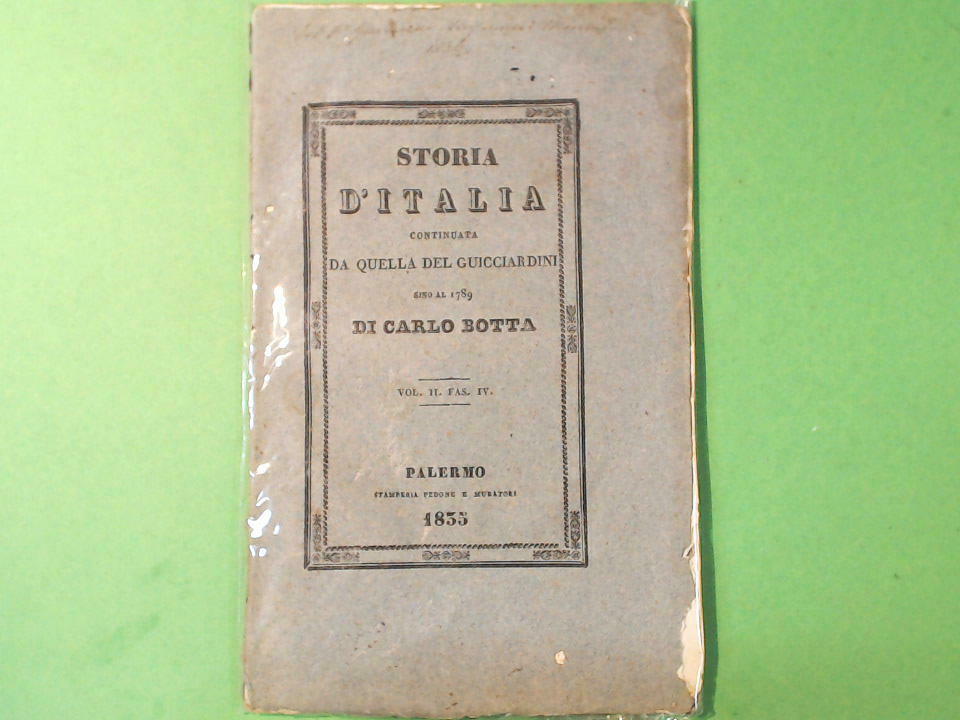 STORIA
D'ITALIA
CONTINUATA
DA QUELLA DEL GUICCIARDINI
SINO AL 1789
DI CARLO BOTTA
VOL. II. FAS. IV.
PALERMO
STAMPERIA PEDONE E MURATORI
1835